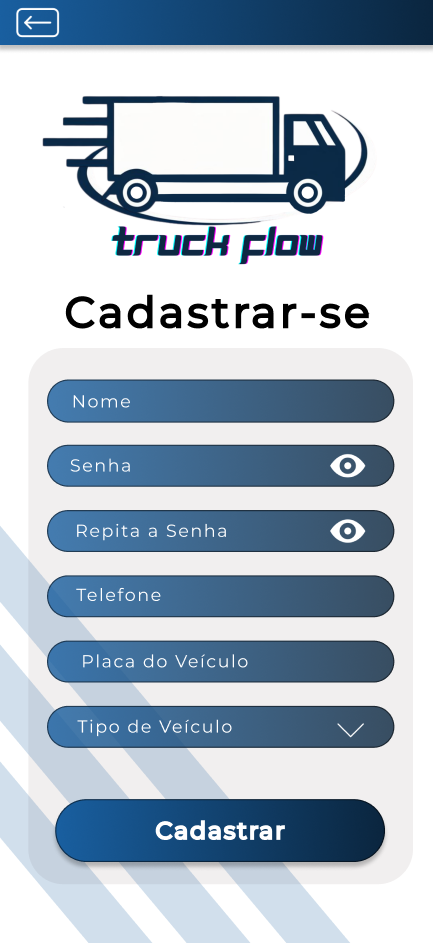 truck flow
Cadastrar-se
Nome
Senha
Repita a Senha
Telefone
Placa do Veículo
Tipo de Veículo
Cadastrar